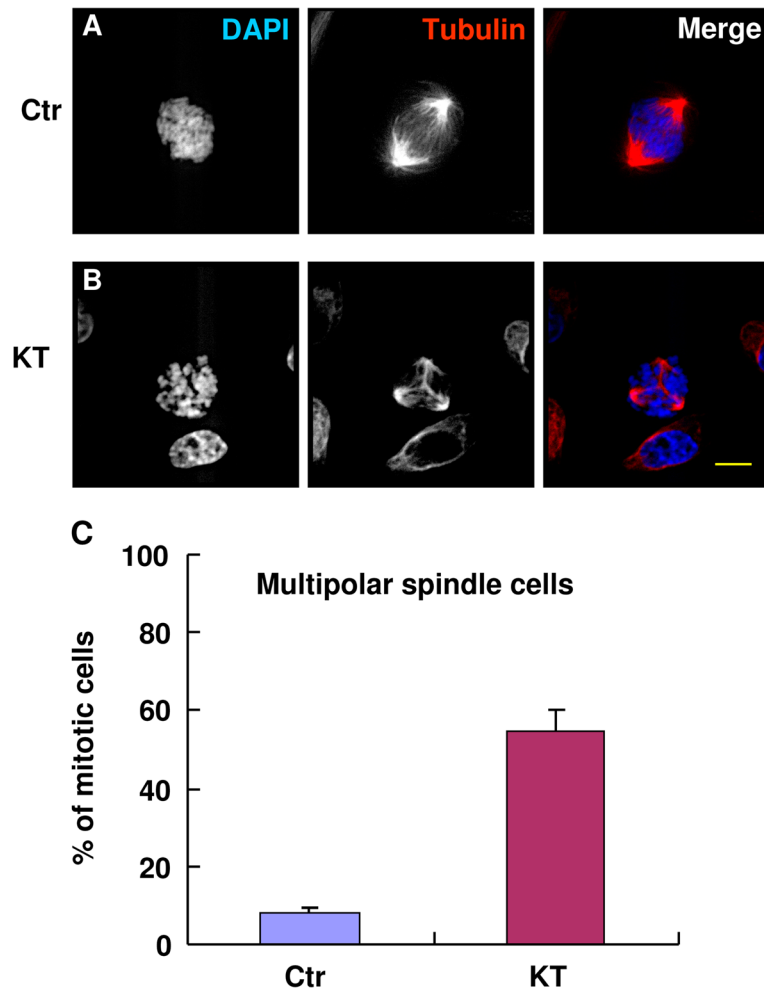 A DAPI Tubulin Merge
Ctr
B
KT
C
Multipolar spindle cells
% of mitotic cells
100
80
60
40
20
0
Ctr KT